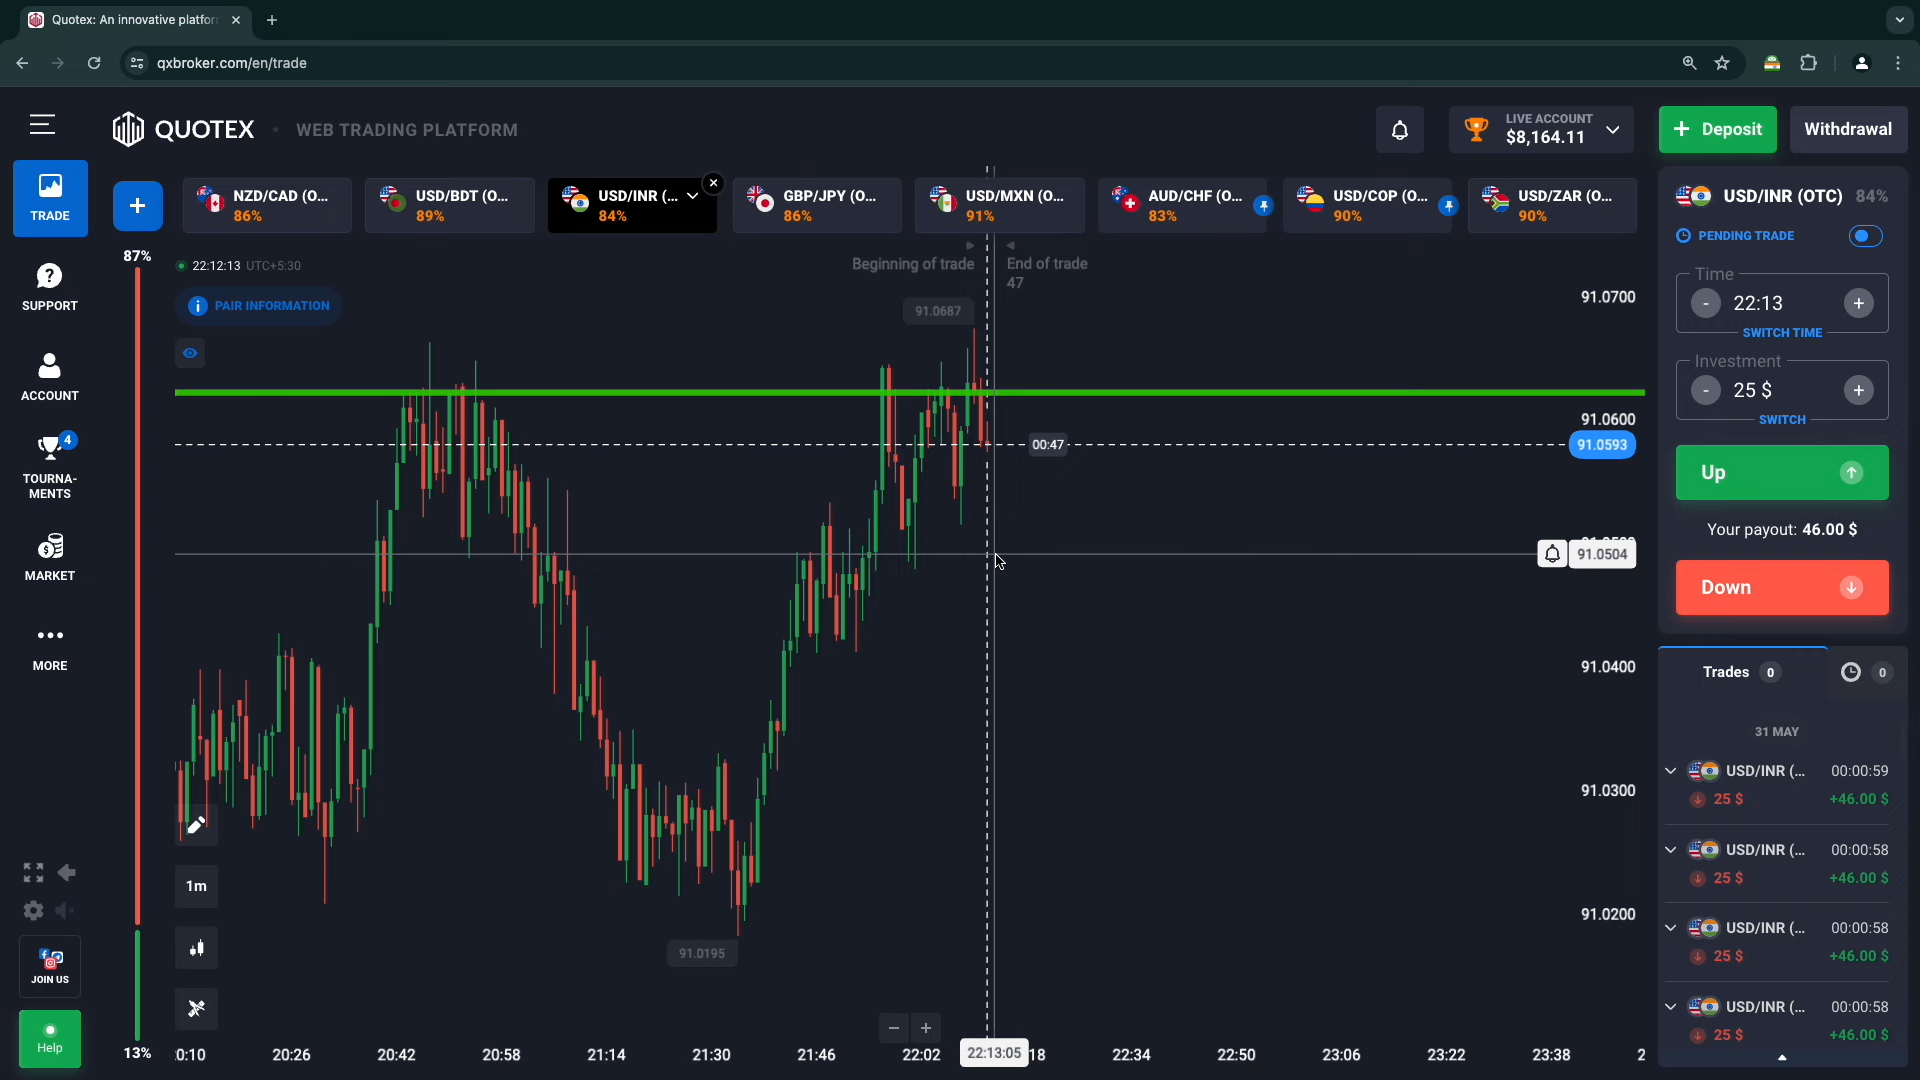 Quotex: An innovative platfor
qxbroker.com/en/trade
QUOTEX
WEB TRADING PLATFORM
LIVE ACCOUNT
$8,164.11
+ Deposit
Withdrawal
TRADE
SUPPORT
ACCOUNT
4
TOURNA-
MENTS
MARKET
MORE
JOIN US
Help
+
NZD/CAD (O...
86%
USD/BDT (O...
89%
USD/INR (...
84%
GBP/JPY (O...
86%
USD/MXN (O...
91%
AUD/CHF (O...
83%
USD/COP (O...
90%
USD/ZAR (O...
90%
87%
13%
22:12:13 UTC+5:30
PAIR INFORMATION
Beginning of trade
End of trade
47
91.0687
91.0195
00:47
91.0700
91.0600
91.0593
91.0504
91.0400
91.0300
91.0200
1m
0:10 20:26 20:42 20:58 21:14 21:30 21:46 22:02 22:13:05 18 22:34 22:50 23:06 23:22 23:38 2
USD/INR (OTC) 84%
PENDING TRADE
Time
- 22:13 +
SWITCH TIME
Investment
- 25 $ +
SWITCH
Up
Your payout: 46.00 $
Down
Trades 0
0
31 MAY
USD/INR (... 00:00:59
25 $ +46.00 $
USD/INR (... 00:00:58
25 $ +46.00 $
USD/INR (... 00:00:58
25 $ +46.00 $
USD/INR (... 00:00:58
25 $ +46.00 $